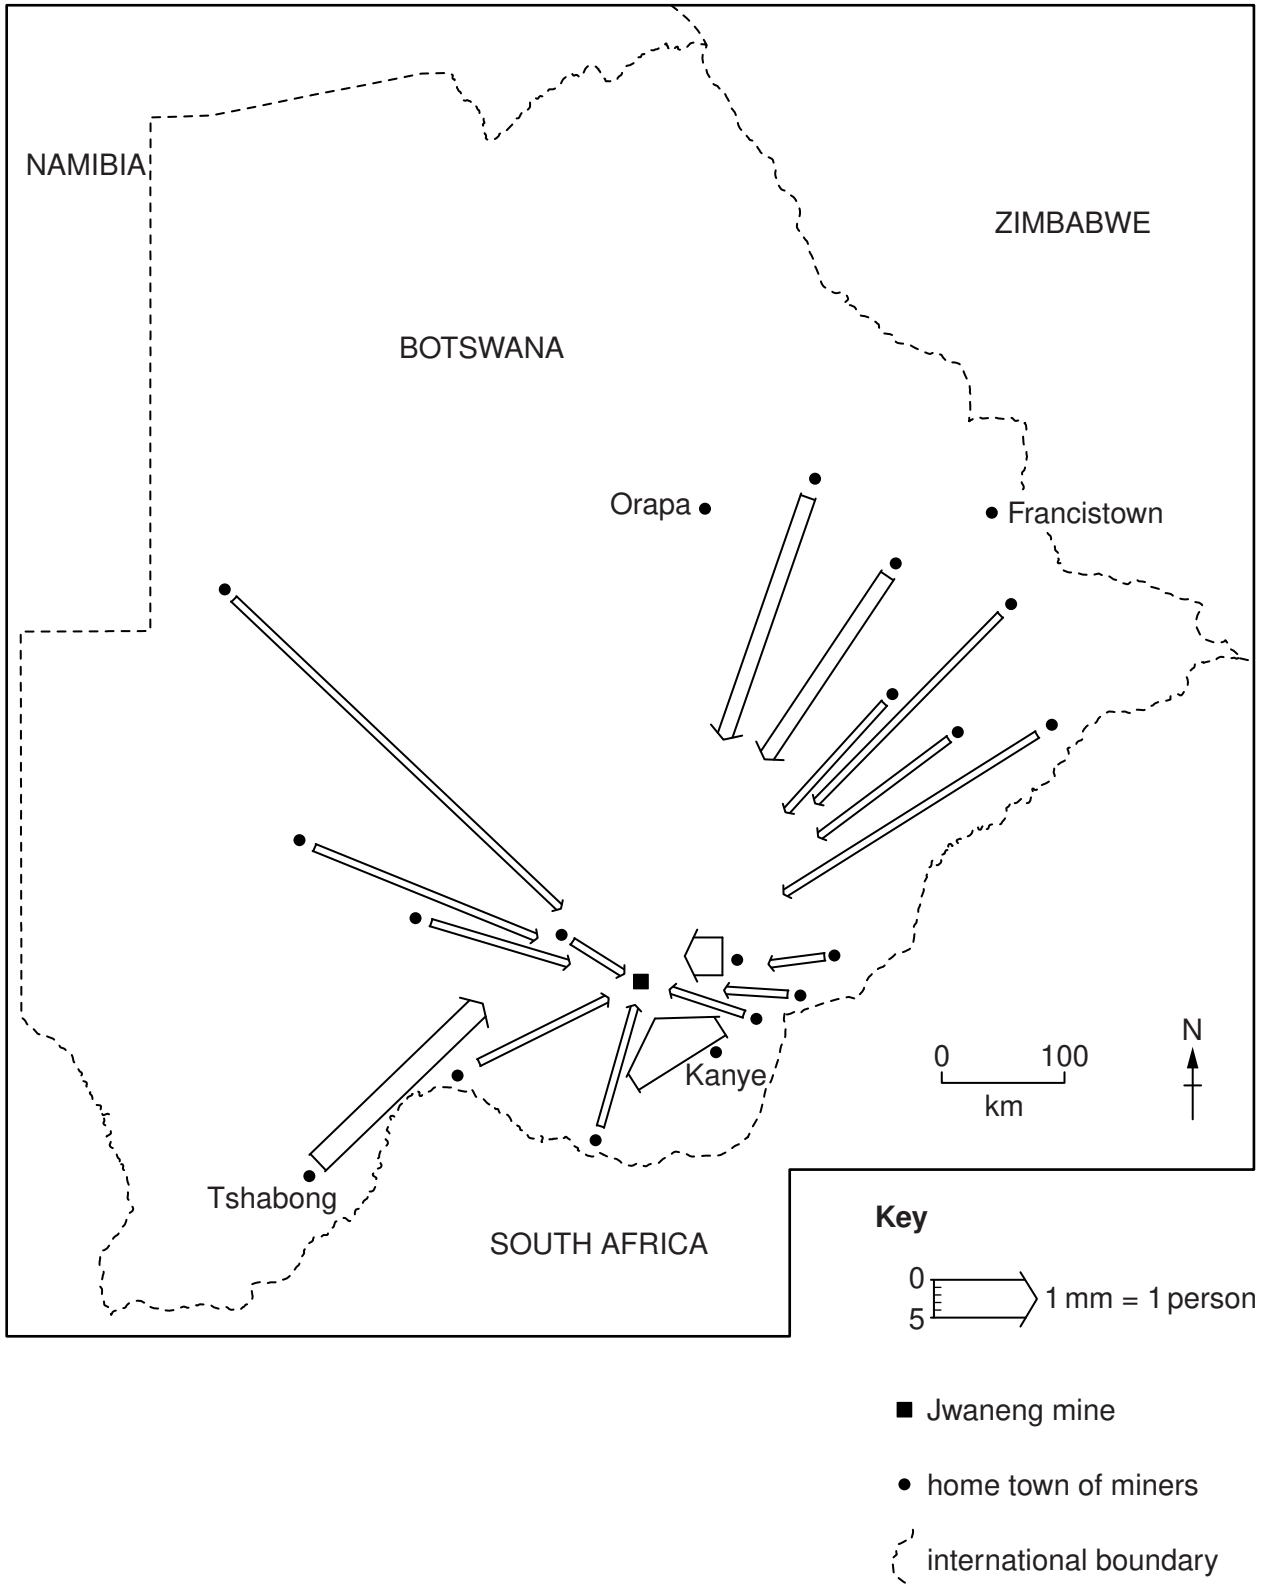 NAMIBIA
ZIMBABWE
BOTSWANA
Orapa
Francistown
Kanye
N
0 100
km
Tshabong
SOUTH AFRICA
Key
0
1 mm = 1 person
5
Jwaneng mine
home town of miners
international boundary